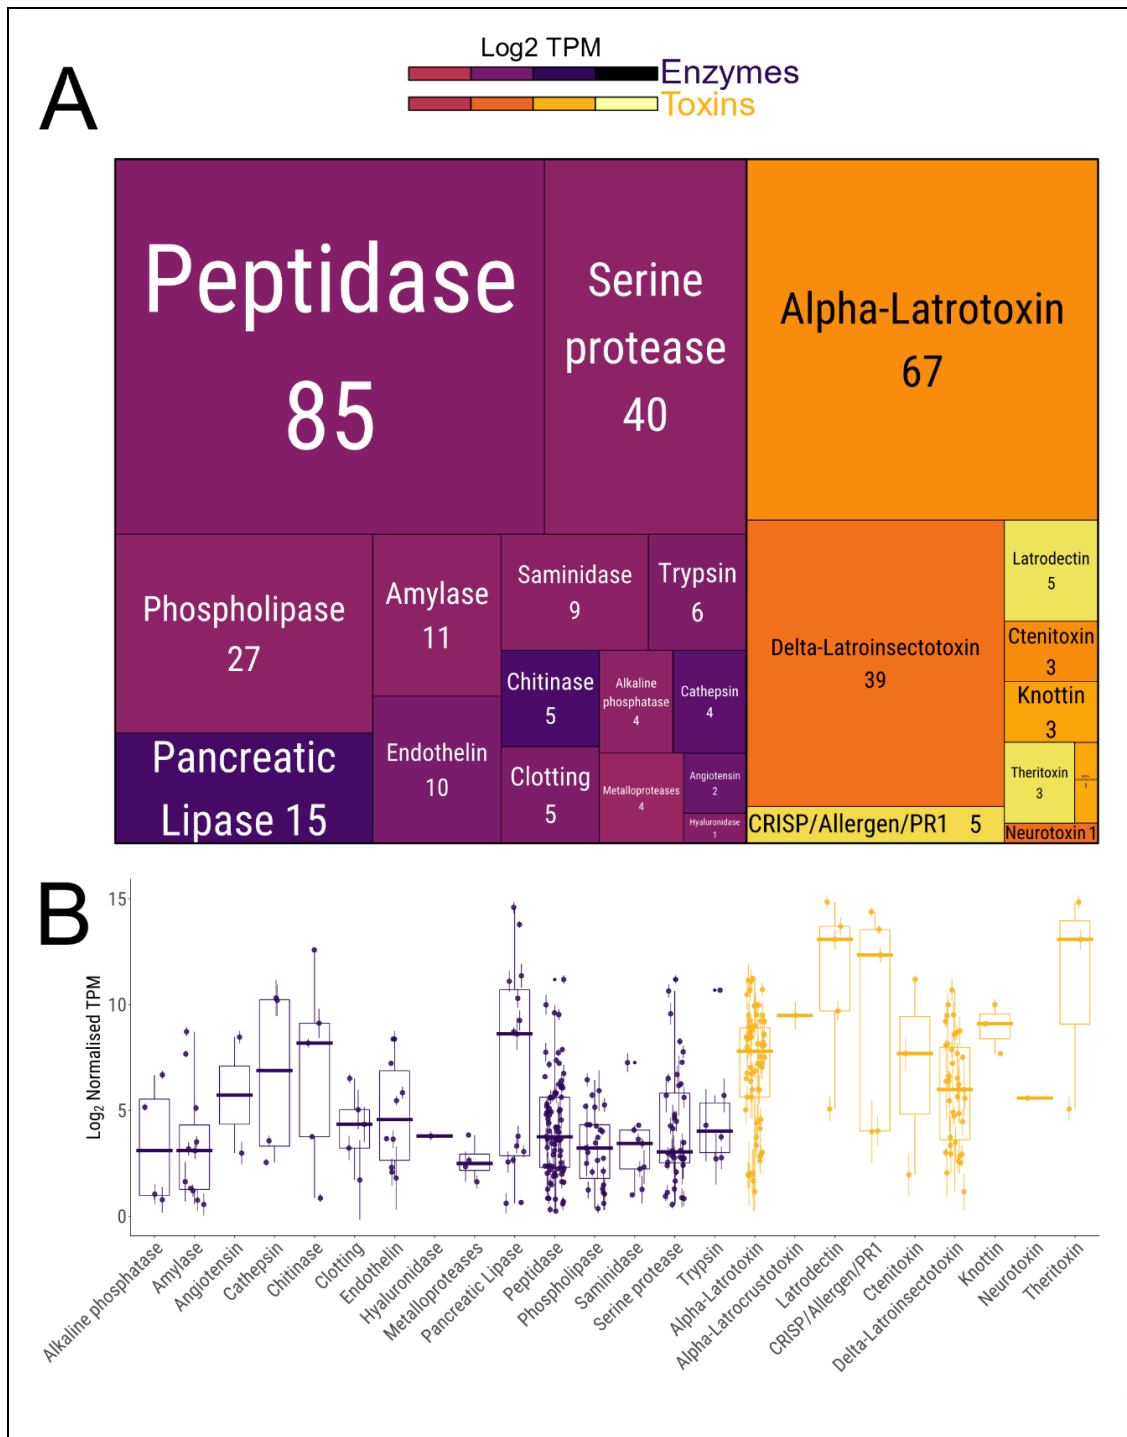 A
Log2 TPM
Enzymes
Toxins
Peptidase
85
Serine
protease
40
Alpha-Latrotoxin
67
Phospholipase
27
Amylase
11
Saminidase
9
Trypsin
6
Delta-Latroinsectotoxin
39
Latrodectin
5
Ctenitoxin
3
Knottin
3
Chitinase
5
Alkaline
phosphatase
4
Cathepsin
4
Pancreatic
Lipase 15
Endothelin
10
Clotting
5
Metalloproteases
4
Angiotensin
2
Hyaluronidase
1
Theritoxin
3
1
CRISP/Allergen/PR1 5
Neurotoxin 1
B
Log2 Normalised TPM
15
10
5
0
Alkaline phosphatase
Amylase
Angiotensin
Cathepsin
Chitinase
Clotting
Endothelin
Hyaluronidase
Metalloproteases
Pancreatic Lipase
Peptidase
Phospholipase
Saminidase
Serine protease
Trypsin
Alpha-Latrotoxin
Alpha-Latrocrustotoxin
Latrodectin
CRISP/Allergen/PR1
Ctenitoxin
Delta-Latroinsectotoxin
Knottin
Neurotoxin
Theritoxin